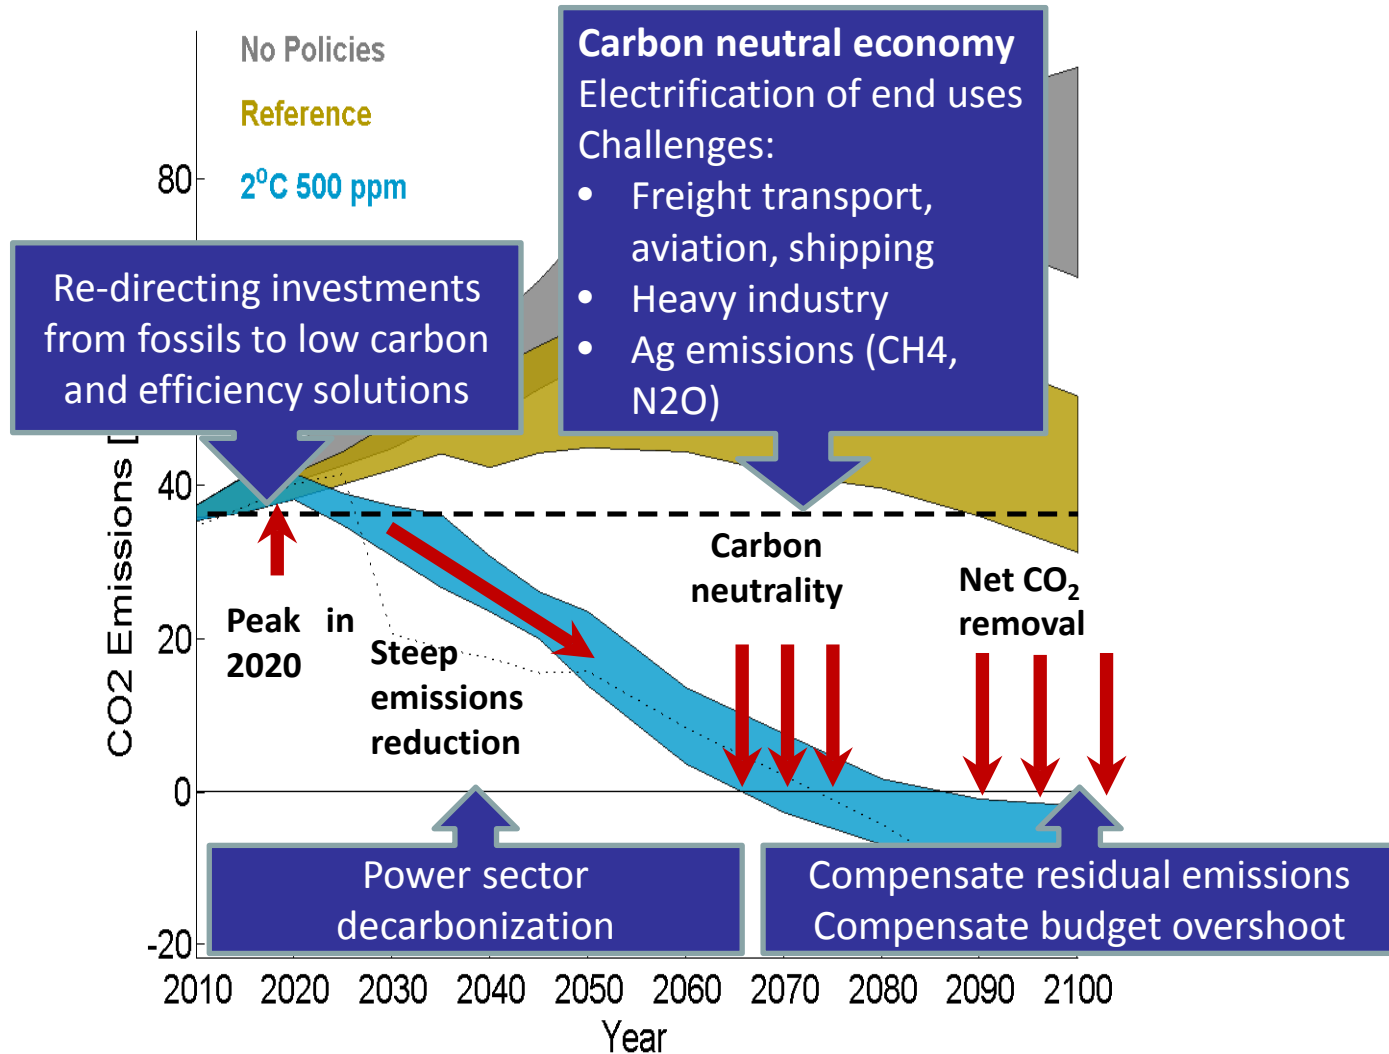 No Policies
Reference
2⁰C 500 ppm
Carbon neutral economy
Electrification of end uses
Challenges:
• Freight transport,
aviation, shipping
• Heavy industry
• Ag emissions (CH4,
N2O)
Re-directing investments
from fossils to low carbon
and efficiency solutions
80
40
20
0
-20
CO2 Emissions [
Peak in
2020
Steep
emissions
reduction
Carbon
neutrality
Net CO₂
removal
Power sector
decarbonization
Compensate residual emissions
Compensate budget overshoot
2010 2020 2030 2040 2050 2060 2070 2080 2090 2100
Year